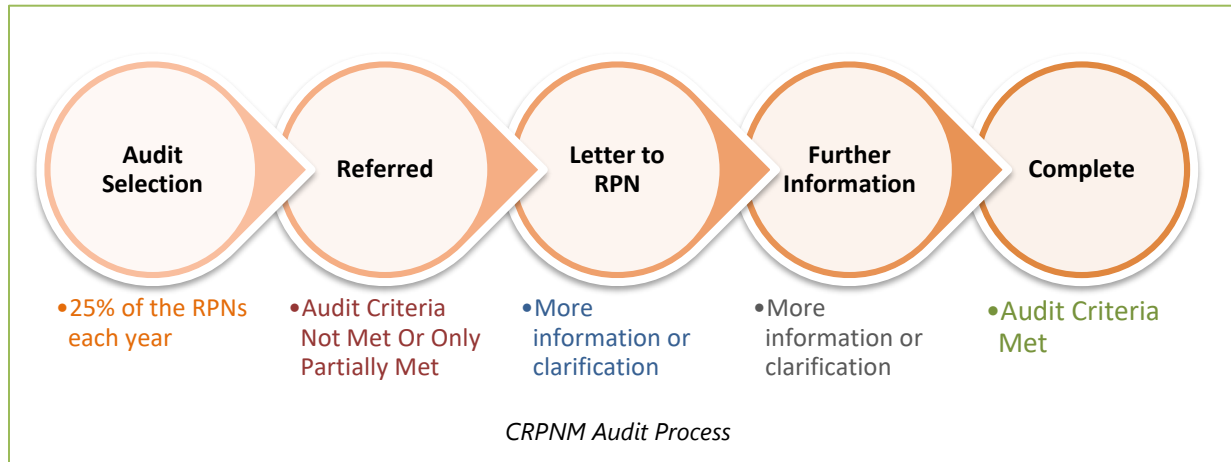 Audit
Selection
Referred
Letter to
RPN
Further
Information
Complete
•25% of the RPNs
each year
•Audit Criteria
Not Met Or Only
Partially Met
•More
information or
clarification
•More
information or
clarification
•Audit Criteria
Met
CRPNM Audit Process